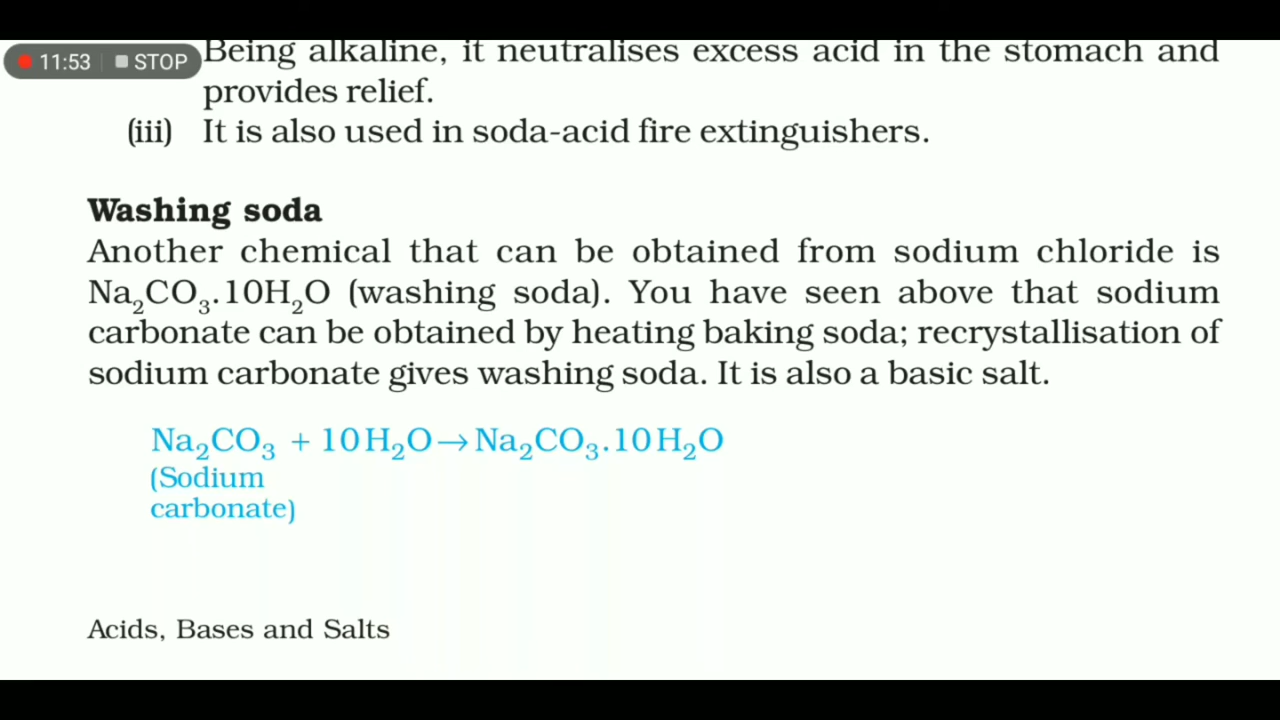 Being alkaline, it neutralises excess acid in the stomach and
11:53 STOP
provides relief.
(iii) It is also used in soda-acid fire extinguishers.
Washing soda
Another chemical that can be obtained from sodium chloride is
Na₂CO₃.10H₂O (washing soda). You have seen above that sodium
carbonate can be obtained by heating baking soda; recrystallisation of
sodium carbonate gives washing soda. It is also a basic salt.
Na₂CO₃ + 10H₂O→Na₂CO₃.10H₂O
(Sodium
carbonate)
Acids, Bases and Salts